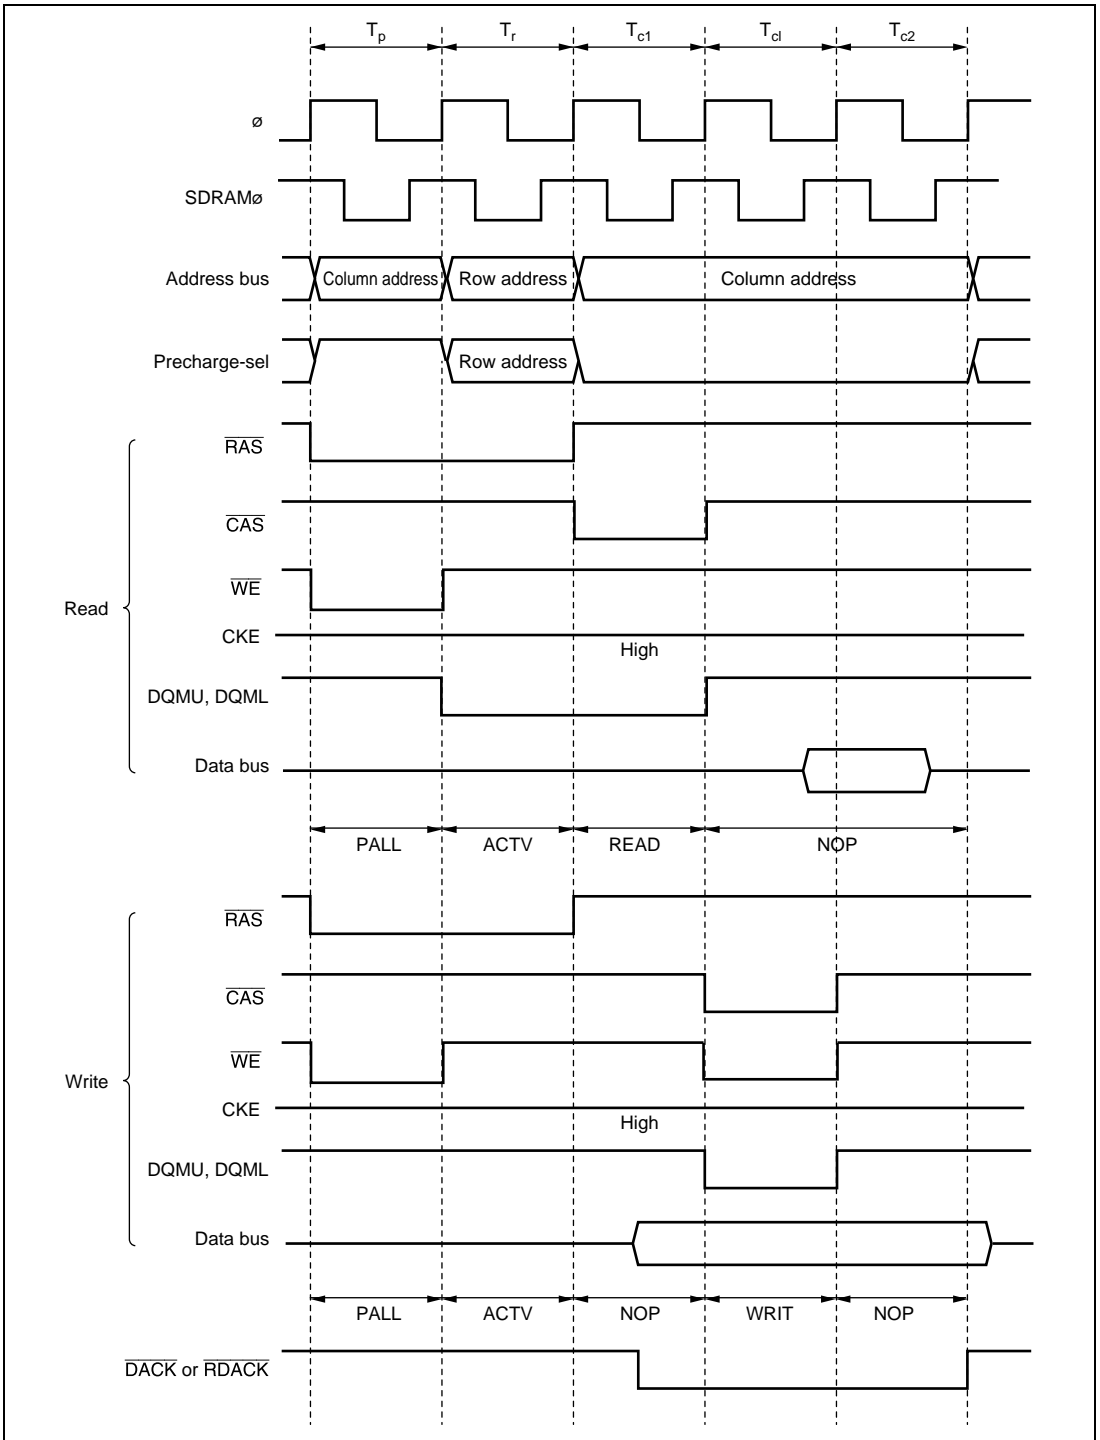 Tp Tr Tc1 Tcl Tc2
ø
SDRAMø
Address bus Column address Row address Column address
Precharge-sel Row address
RAS
CAS
WE
Read
CKE
High
DQMU, DQML
Data bus
PALL ACTV READ NOP
RAS
CAS
WE
Write
CKE
High
DQMU, DQML
Data bus
PALL ACTV NOP WRIT NOP
DACK or RDACK